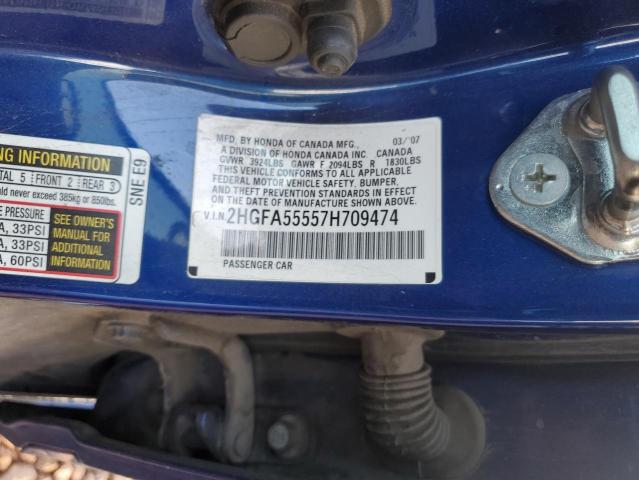 MFD. BY HONDA OF CANADA MFG., 03/'07
A DIVISION OF HONDA CANADA INC. CANADA
GVWR 3924LBS GAWR F 2094LBS R 1830LBS
THIS VEHICLE CONFORMS TO ALL APPLICABLE
FEDERAL MOTOR VEHICLE SAFETY, BUMPER,
AND THEFT PREVENTION STANDARDS IN EFFECT
ON THE DATE OF MANUFACTURE SHOWN ABOVE.
V.I.N. 2HGFA55557H709474
PASSENGER CAR
NG INFORMATION
TAL 5 FRONT 2 REAR 3
ould never exceed 385kg or 850lbs.
E PRESSURE
A, 33PSI
A, 33PSI
A, 60PSI
SEE OWNER'S
MANUAL FOR
ADDITIONAL
INFORMATION
SNE E9